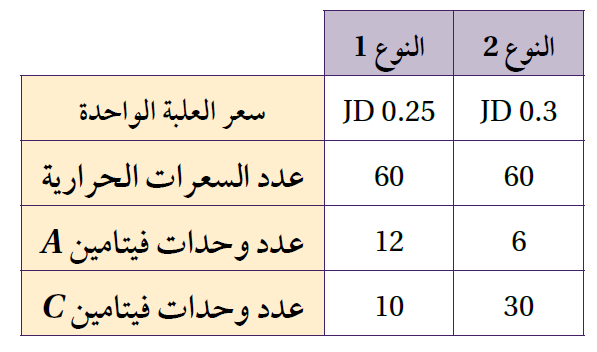 النوع 1 النوع 2
سعر العلبة الواحدة JD 0.25 JD 0.3
عدد السعرات الحرارية 60 60
عدد وحدات فيتامين A 12 6
عدد وحدات فيتامين C 10 30